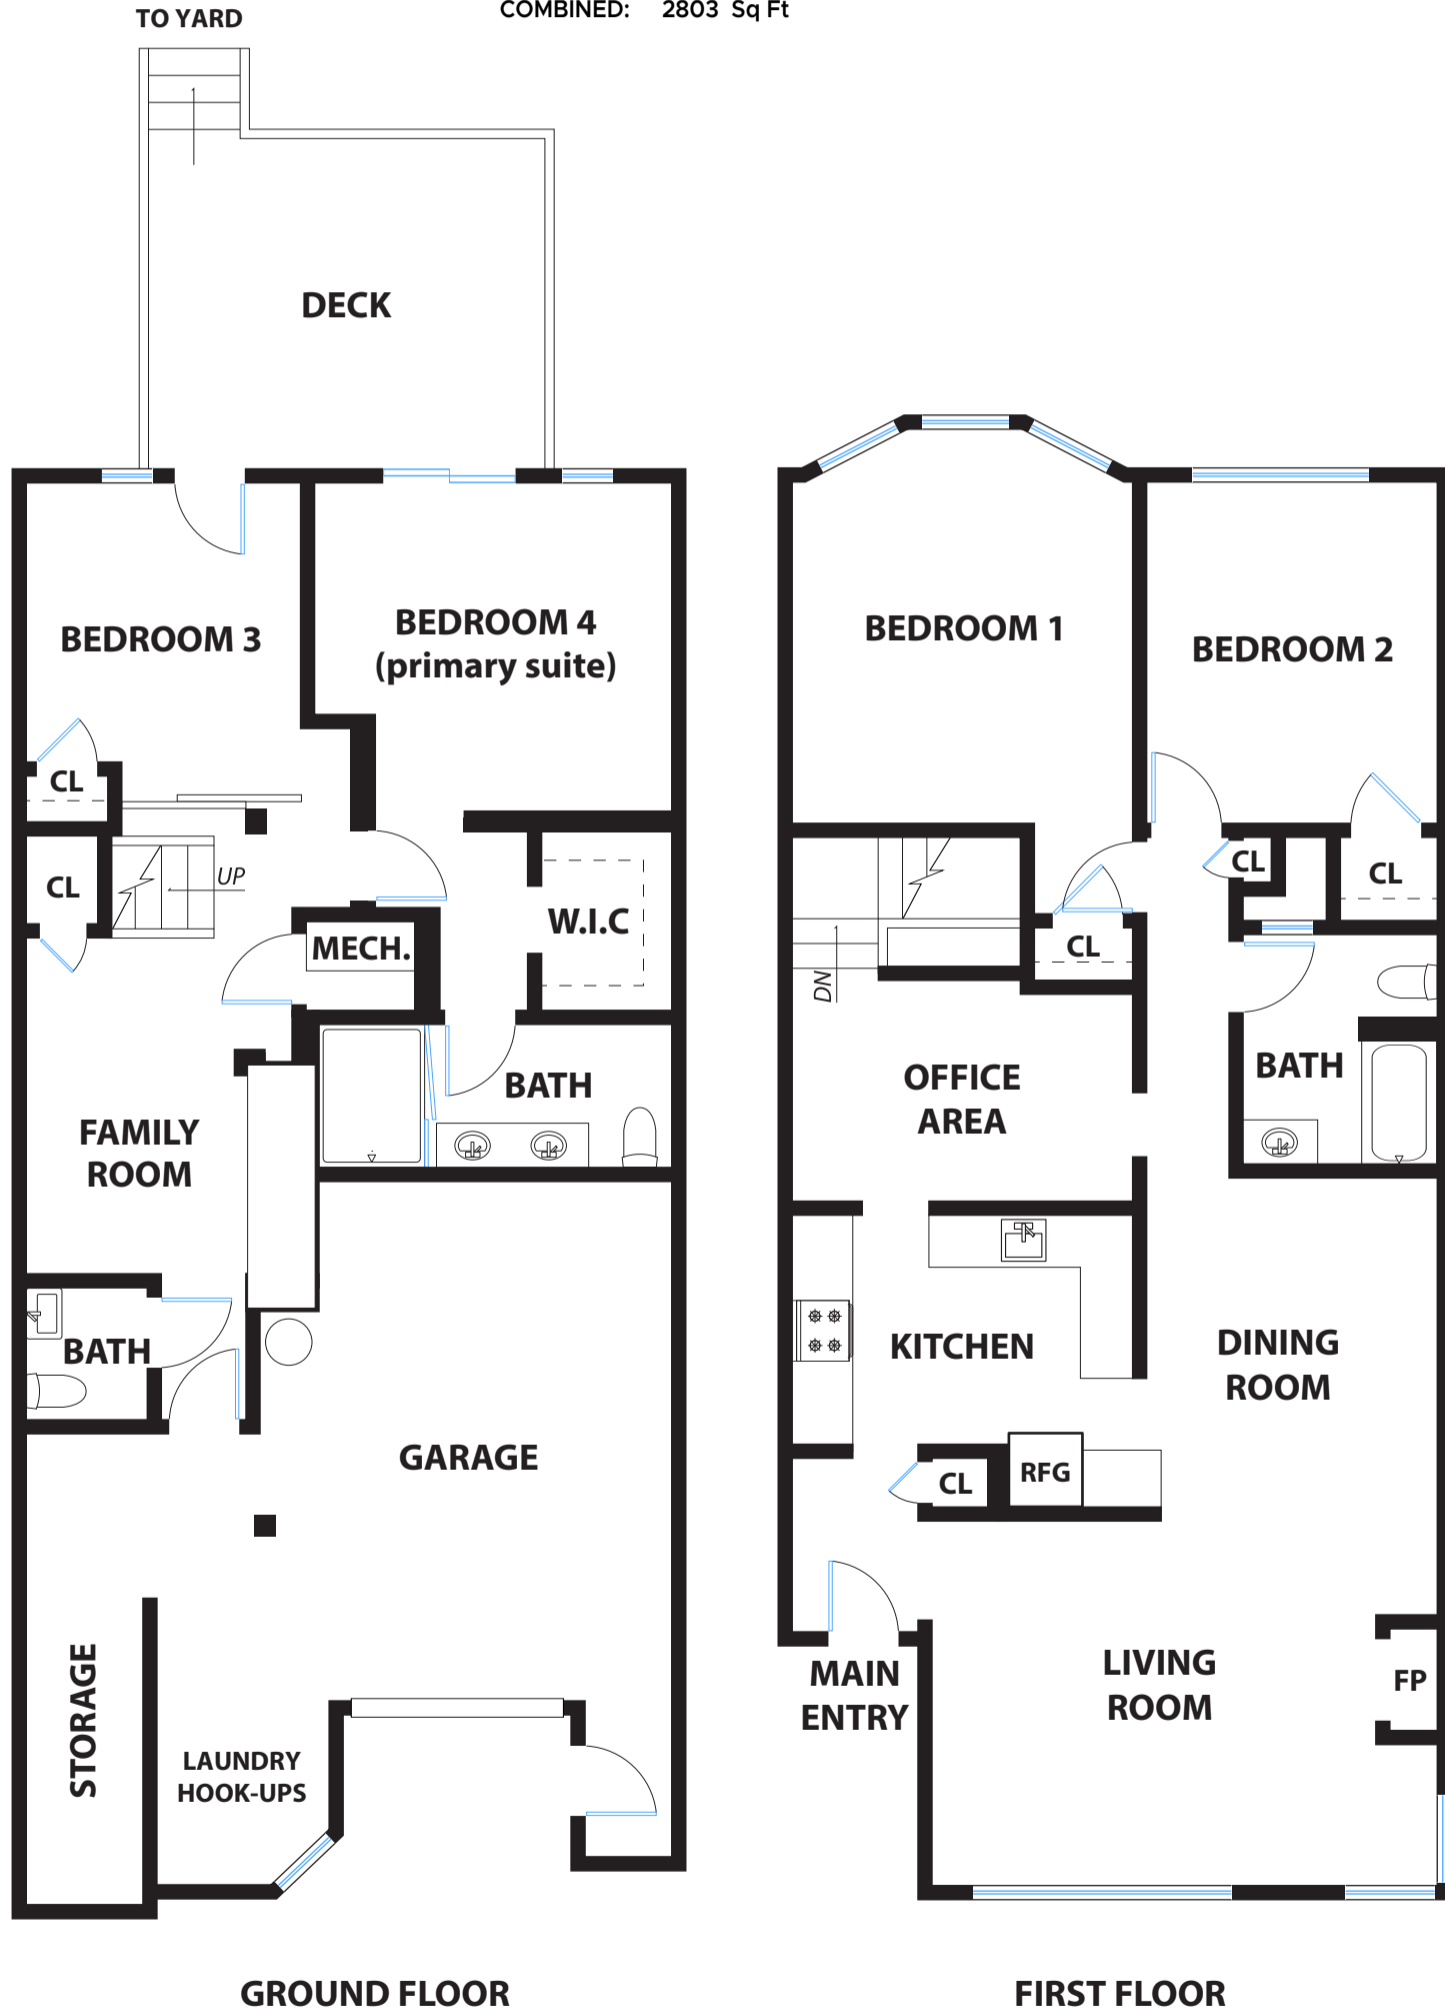 COMBINED: 2803 Sq Ft
TO YARD
DECK
BEDROOM 3
BEDROOM 4
(primary suite)
CL
CL
UP
MECH.
W.I.C
BATH
FAMILY
ROOM
BATH
GARAGE
STORAGE
LAUNDRY
HOOK-UPS
GROUND FLOOR
BEDROOM 1
BEDROOM 2
CL
CL
CL
DN
OFFICE
AREA
BATH
KITCHEN
DINING
ROOM
CL
RFG
MAIN
ENTRY
LIVING
ROOM
FP
FIRST FLOOR